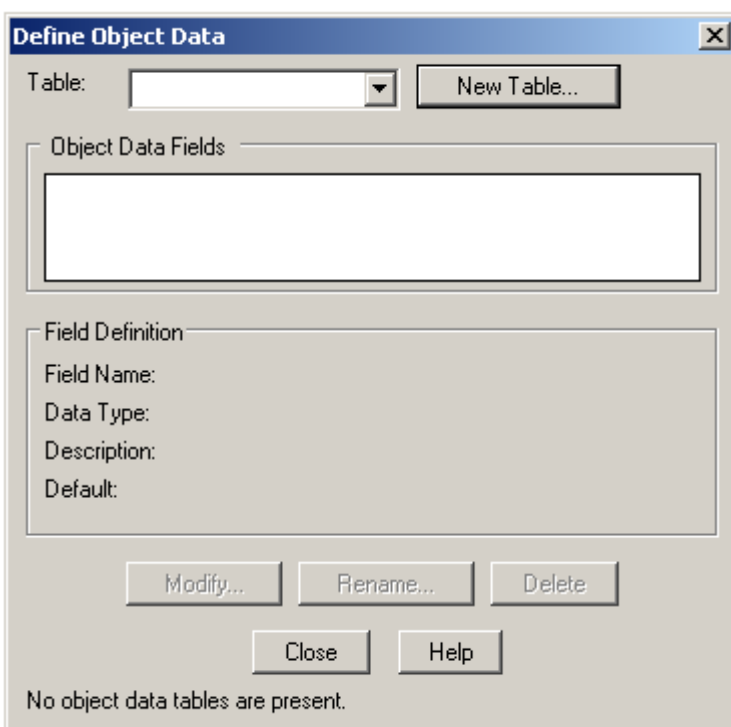 Define Object Data
Table:
New Table...
Object Data Fields
Field Definition
Field Name:
Data Type:
Description:
Default:
Modify...
Rename...
Delete
Close
Help
No object data tables are present.